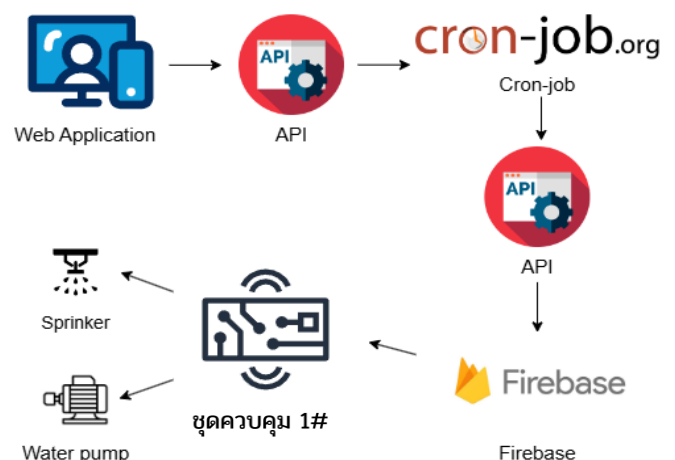 cron-job.org
API
Web Application
API
Cron-job
API
API
Sprinker
Firebase
ชุดควบคุม 1#
Water pump
Firebase